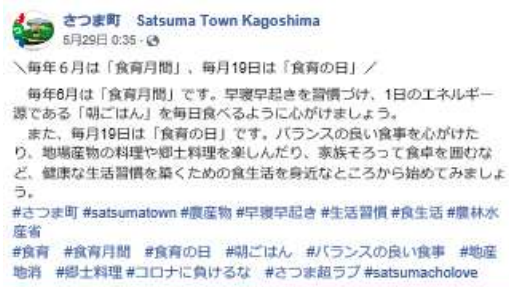 さつま町 Satsuma Town Kagoshima
5月29日 0:35 ·
＼毎年６月は「食育月間」、毎月19日は「食育の日」／
毎年6月は「食育月間」です。早寝早起きを習慣づけ、1日のエネルギー
源である「朝ごはん」を毎日食べるように心がけましょう。
また、毎月19日は「食育の日」です。バランスの良い食事を心がけた
り、地場産物の料理や郷土料理を楽しんだり、家族そろって食卓を囲むな
ど、健康な生活習慣を築くための食生活を身近なところから始めてみましょ
う。
#さつま町 #satsumatown #農産物 #早寝早起き #生活習慣 #食生活 #農林水
産省
#食育 #食育月間 #食育の日 #朝ごはん #バランスの良い食事 #地産
地消 #郷土料理 #コロナに負けるな #さつま超ラブ #satsumacholove